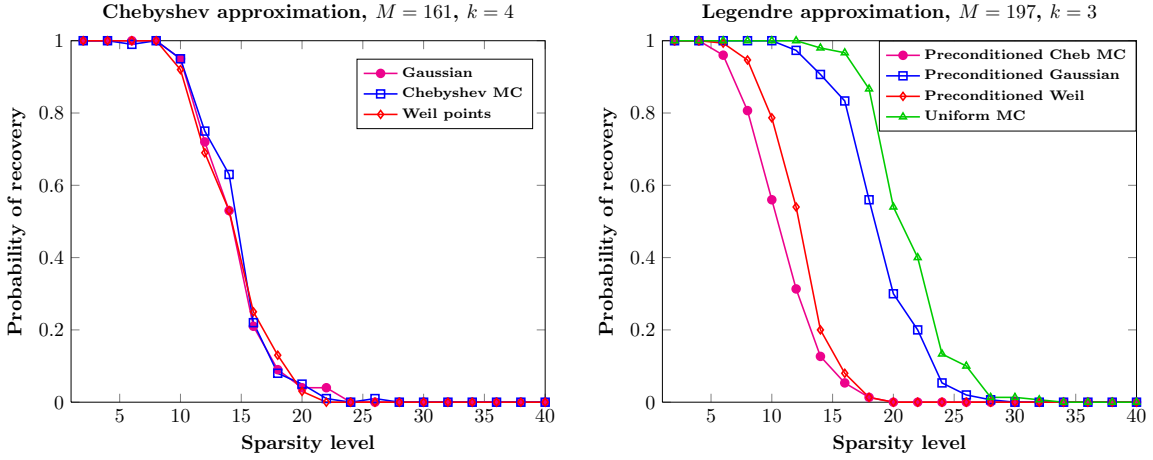 Chebyshev approximation, M = 161, k = 4
1
0.8
0.6
0.4
0.2
0
5 10 15 20 25 30 35 40
Probability of recovery
Sparsity level
Gaussian
Chebyshev MC
Weil points
Legendre approximation, M = 197, k = 3
1
0.8
0.6
0.4
0.2
0
5 10 15 20 25 30 35 40
Probability of recovery
Sparsity level
Preconditioned Cheb MC
Preconditioned Gaussian
Preconditioned Weil
Uniform MC